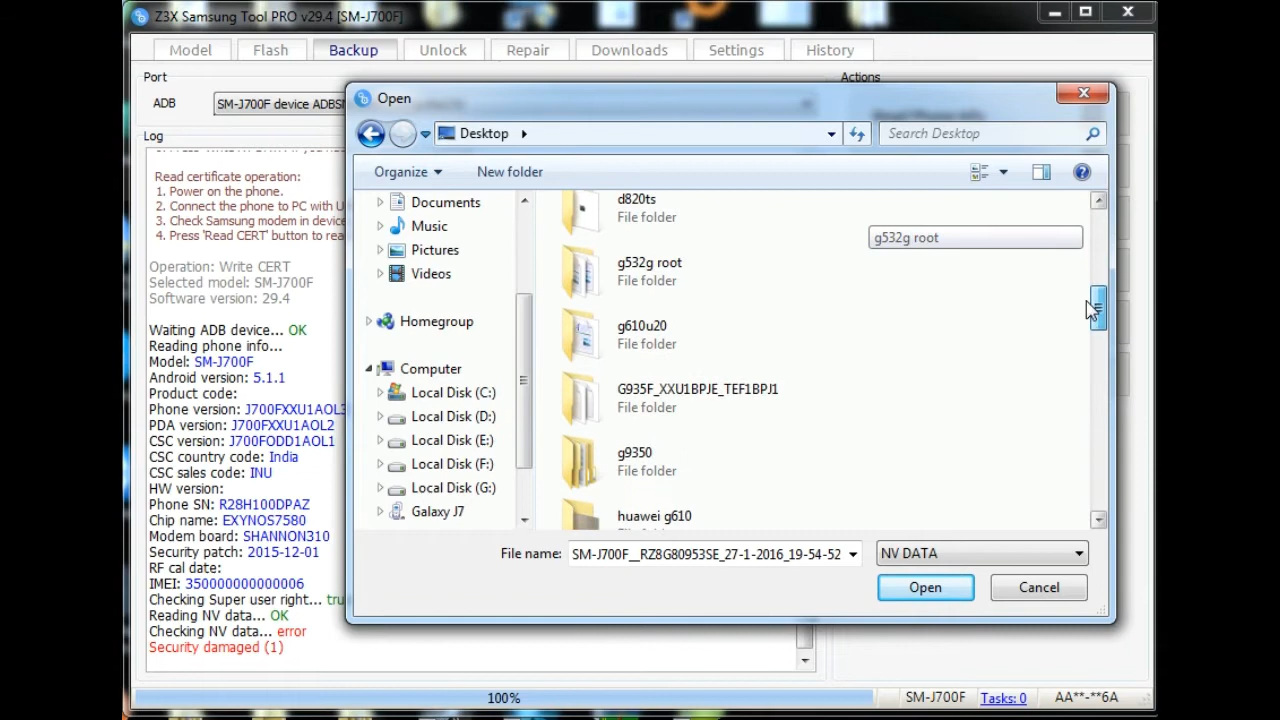 Z3X Samsung Tool PRO v29.4 [SM-J700F]
Model Flash Backup Unlock Repair Downloads Settings History
Port
Actions
ADB SM-J700F device ADBSM
Log
Read certificate operation:
1. Power on the phone.
2. Connect the phone to PC with U
3. Check Samsung modem in device
4. Press 'Read CERT' button to rea
Operation: Write CERT
Selected model: SM-J700F
Software version: 29.4
Waiting ADB device... OK
Reading phone info...
Model: SM-J700F
Android version: 5.1.1
Product code:
Phone version: J700FXXU1AOL3
PDA version: J700FXXU1AOL2
CSC version: J700FODD1AOL1
CSC country code: India
CSC sales code: INU
HW version:
Phone SN: R28H100DPAZ
Chip name: EXYNOS7580
Modem board: SHANNON310
Security patch: 2015-12-01
RF cal date:
IMEI: 350000000000006
Checking Super user right... tru
Reading NV data... OK
Checking NV data... error
Security damaged (1)
Open
Desktop
Search Desktop
Organize New folder
Documents
Music
Pictures
Videos
Homegroup
Computer
Local Disk (C:)
Local Disk (D:)
Local Disk (E:)
Local Disk (F:)
Local Disk (G:)
Galaxy J7
d820ts
File folder
g532g root
g532g root
File folder
g610u20
File folder
G935F_XXU1BPJE_TEF1BPJ1
File folder
g9350
File folder
huawei g610
File name: SM-J700F__RZ8G80953SE_27-1-2016_19-54-52 NV DATA
Open Cancel
100% SM-J700F Tasks: 0 AA**-**6A